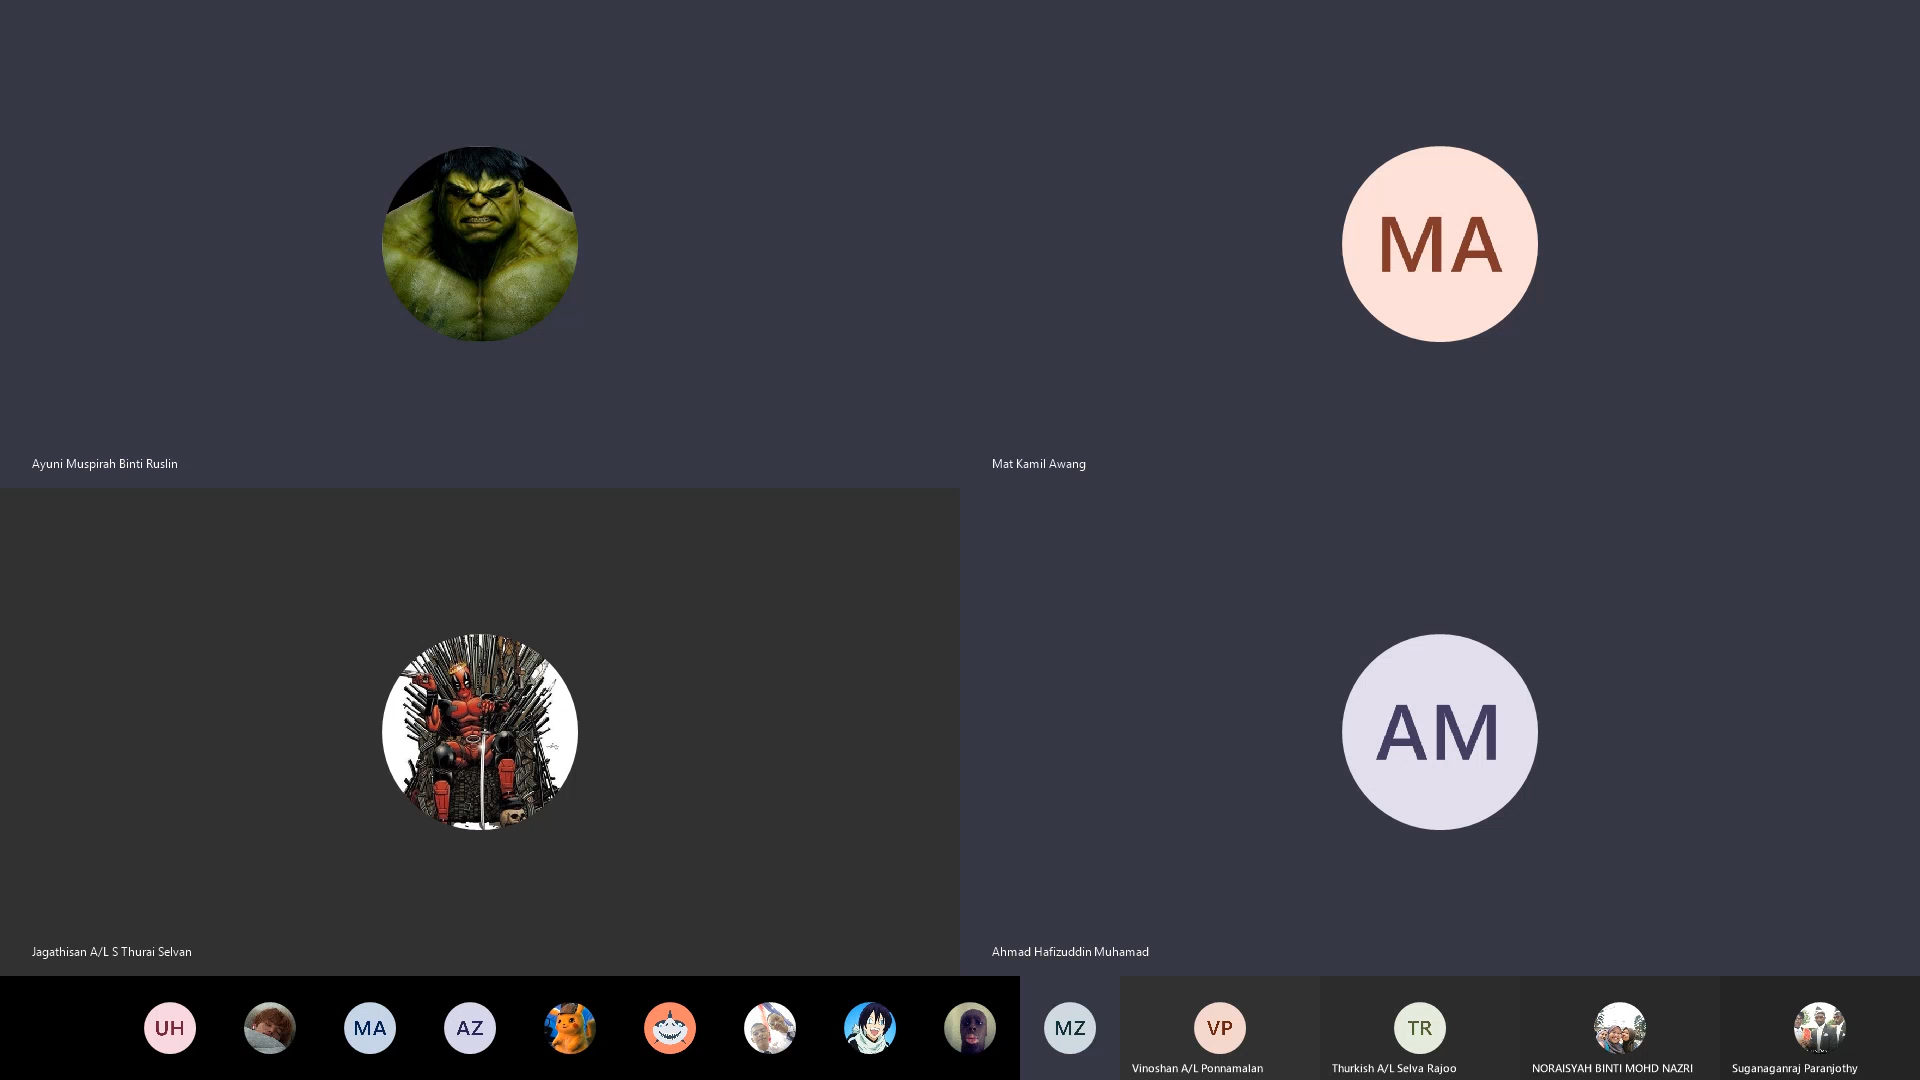 MA
Ayuni Muspirah Binti Ruslin
Mat Kamil Awang
AM
Jagathisan A/L S Thurai Selvan
Ahmad Hafizuddin Muhamad
UH
MA
AZ
MZ
VP
TR
Vinoshan A/L Ponnamalan
Thurkish A/L Selva Rajoo
NORAISYAH BINTI MOHD NAZRI
Suganaganraj Paranjothy